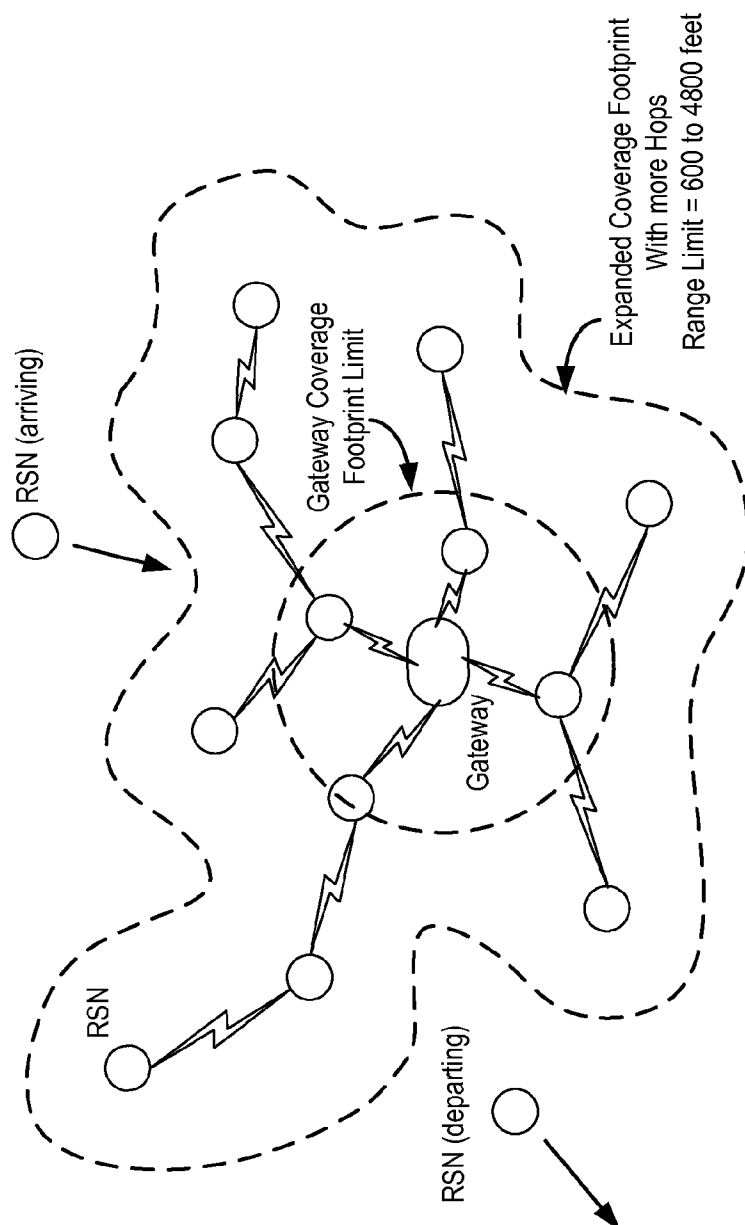 RSN (arriving)
RSN
Gateway Coverage
Footprint Limit
Gateway
RSN (departing)
Expanded Coverage Footprint
With more Hops
Range Limit = 600 to 4800 feet